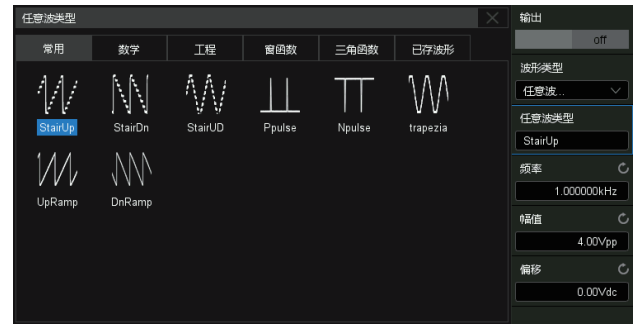 任意波类型
常用 数学 工程 窗函数 三角函数 已存波形
StairUp StairDn StairUD Ppulse Npulse trapezia
UpRamp DnRamp
输出
off
波形类型
任意波...
任意波类型
StairUp
频率
1.000000kHz
幅值
4.00Vpp
偏移
0.00Vdc